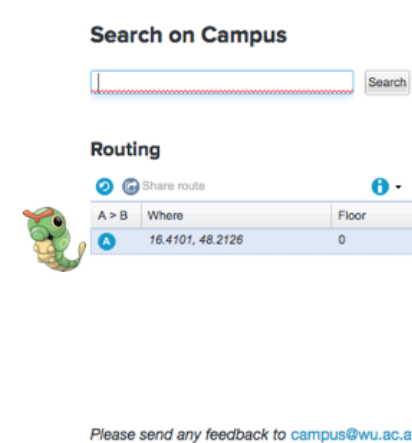 Search on Campus
Search
Routing
Share route
A > B Where Floor
A 16.4101, 48.2126 0
Please send any feedback to campus@wu.ac.a